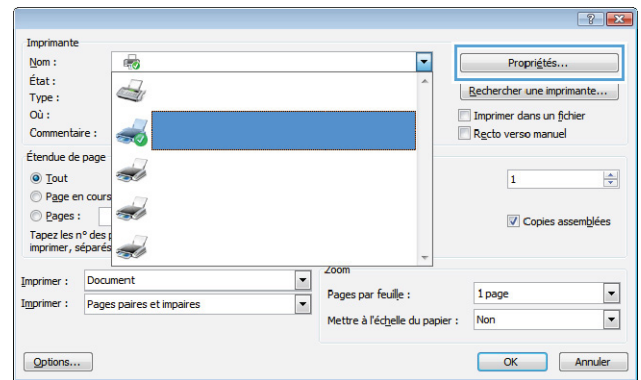 Imprimante
Nom :
Propriétés...
État :
Type :
Rechercher une imprimante...
Où :
Imprimer dans un fichier
Commentaire :
Recto verso manuel
Étendue de page
Tout
1
Page en cours
Pages :
Copies assemblées
Tapez les n° des
imprimer, séparés
Imprimer : Document
Zoom
Imprimer : Pages paires et impaires
Pages par feuille : 1 page
Mettre à l'échelle du papier : Non
Options...
OK
Annuler